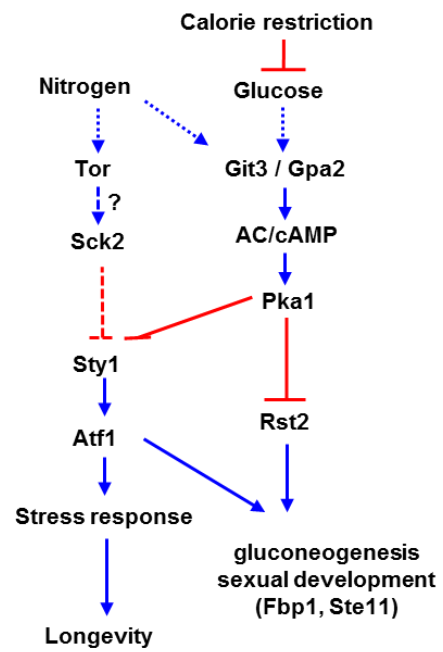 Calorie restriction
Nitrogen
Glucose
Tor
Git3 / Gpa2
?
Sck2
AC/cAMP
Pka1
Sty1
Rst2
Atf1
Stress response
gluconeogenesis
sexual development
(Fbp1, Ste11)
Longevity